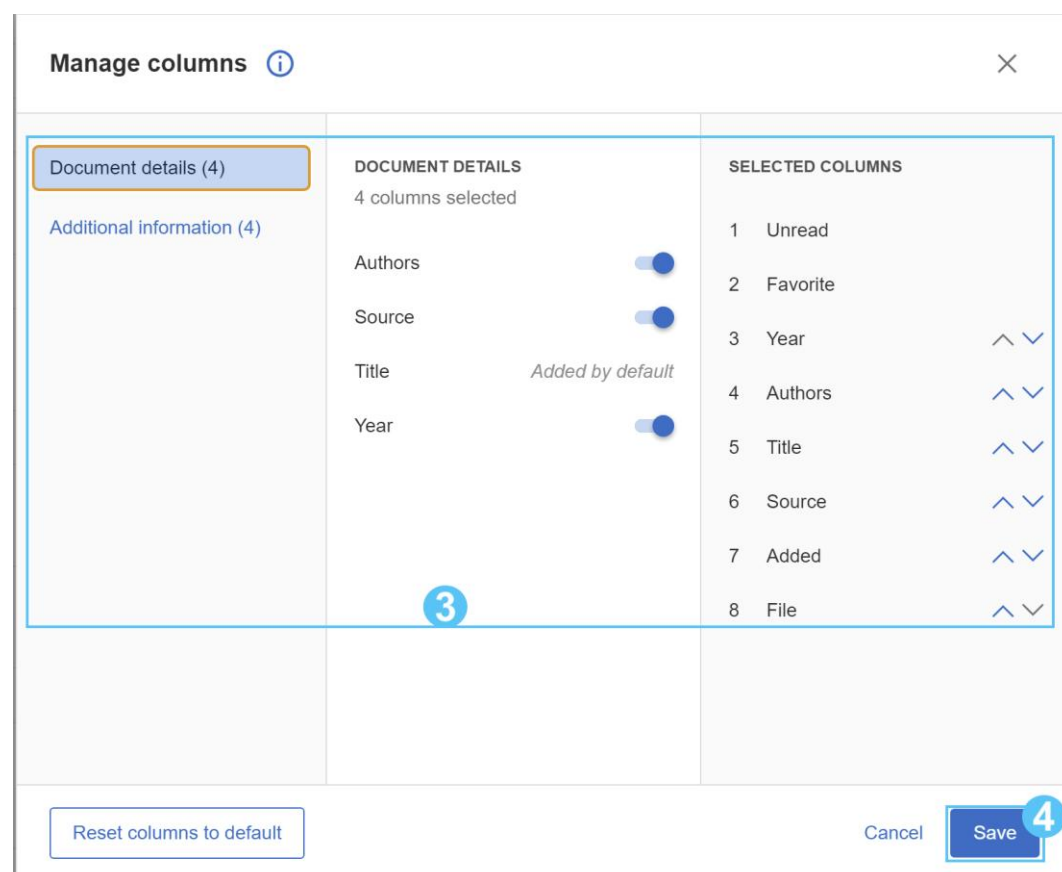 Manage columns
Document details (4)
Additional information (4)
DOCUMENT DETAILS
4 columns selected
Authors
Source
Title Added by default
Year
SELECTED COLUMNS
1 Unread
2 Favorite
3 Year
4 Authors
5 Title
6 Source
7 Added
8 File
3
Reset columns to default
Cancel
Save
4